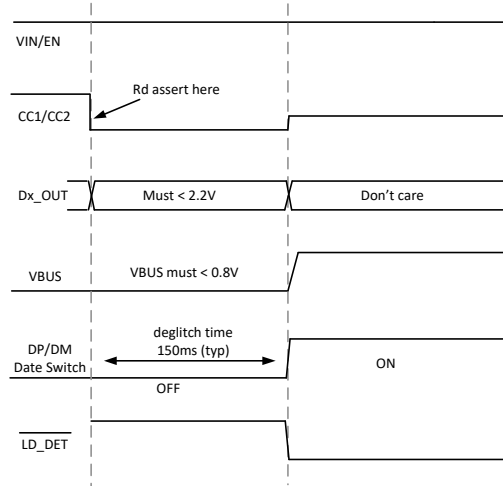 VIN/EN
Rd assert here
CC1/CC2
Dx_OUT
Must < 2.2V
Don't care
VBUS
VBUS must < 0.8V
deglitch time
150ms (typ)
DP/DM
Date Switch
ON
OFF
LD_DET